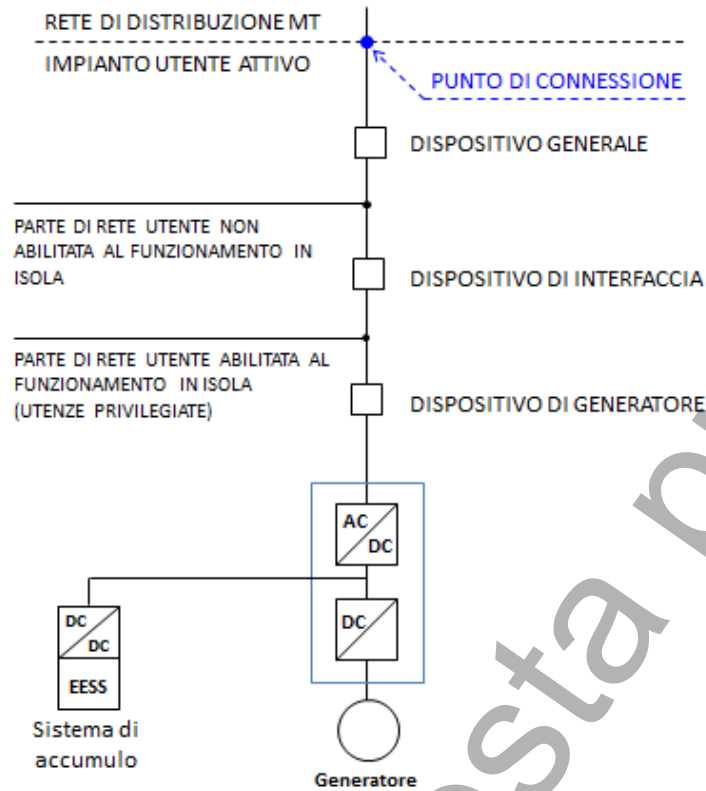 RETE DI DISTRIBUZIONE MT
IMPIANTO UTENTE ATTIVO
PUNTO DI CONNESSIONE
DISPOSITIVO GENERALE
PARTE DI RETE UTENTE NON
ABILITATA AL FUNZIONAMENTO IN
ISOLA
DISPOSITIVO DI INTERFACCIA
PARTE DI RETE UTENTE ABILITATA AL
FUNZIONAMENTO IN ISOLA
(UTENZE PRIVILEGIATE)
DISPOSITIVO DI GENERATORE
AC
DC
DC
DC
DC
EESS
Sistema di
accumulo
Generatore